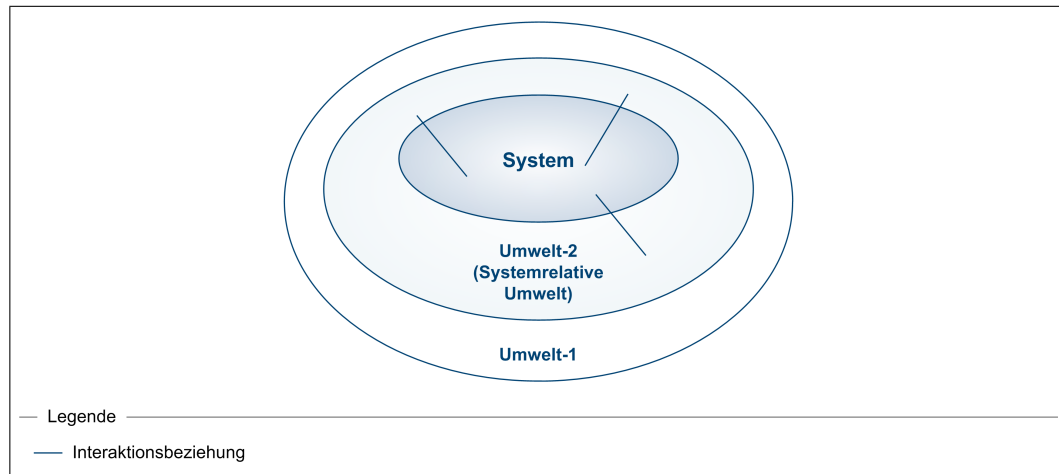 System
Umwelt-2
(Systemrelative
Umwelt)
Umwelt-1
Legende
Interaktionsbeziehung